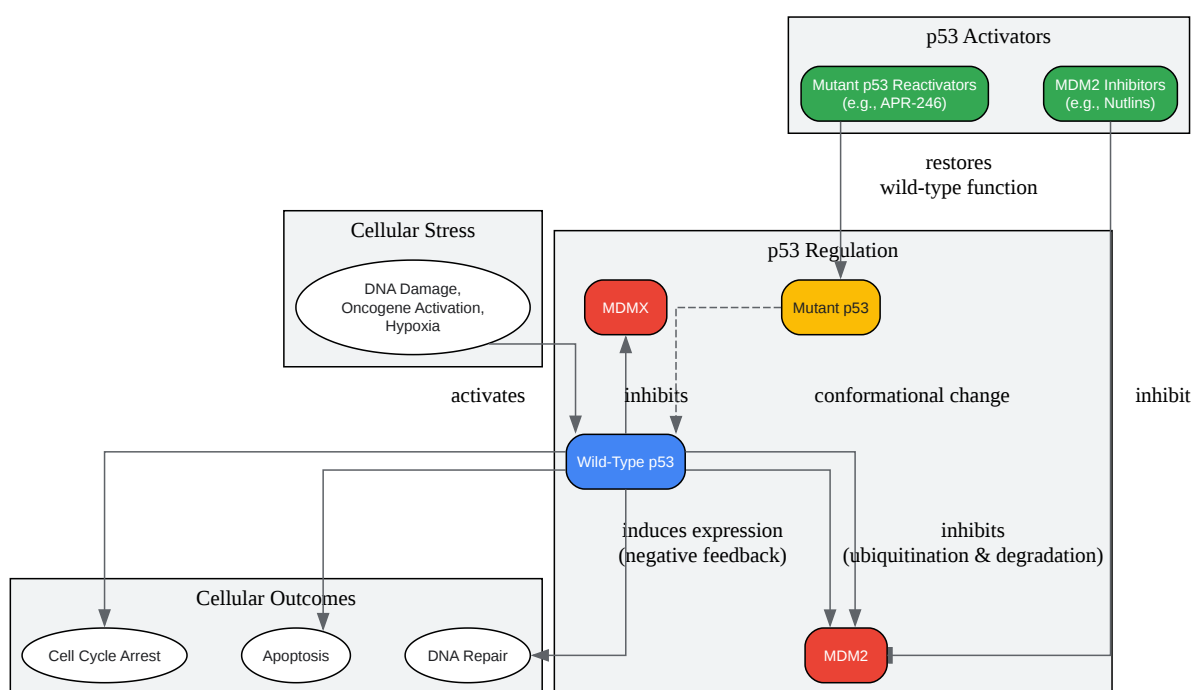 p53 Activators
Mutant p53 Reactivators
(e.g., APR-246)
MDM2 Inhibitors
(e.g., Nutlins)
restores
wild-type function
Cellular Stress
DNA Damage,
Oncogene Activation,
Hypoxia
p53 Regulation
MDMX
Mutant p53
activates
inhibits
conformational change
inhibit
Wild-Type p53
induces expression
(negative feedback)
inhibits
(ubiquitination & degradation)
Cellular Outcomes
Cell Cycle Arrest
Apoptosis
DNA Repair
MDM2